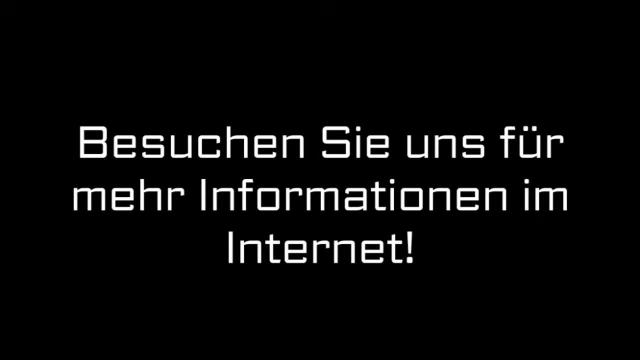 Besuchen Sie uns für
mehr Informationen im
Internet!